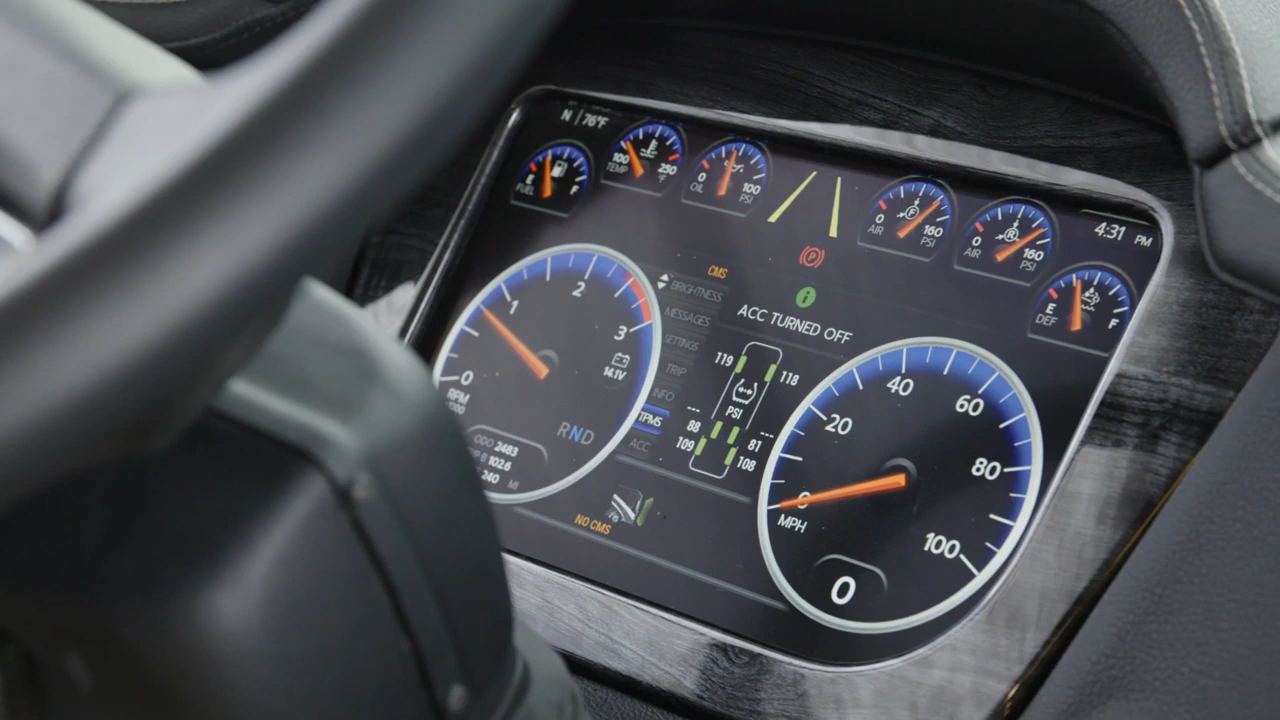 N | 76°F
E F
FUEL
100 250
TEMP °F
0 100
OIL PSI
0 160
AIR F PSI
0 160
AIR R PSI
4:31 PM
E F
DEF
P
CMS
BRIGHTNESS
MESSAGES
SETTINGS
TRIP
INFO
TPMS
ACC
i
ACC TURNED OFF
119 118
PSI
--- ---
88 81
109 108
0 1 2 3
RPM
14.1V
RND
ODO 2483
B 102.6
240 MI
NO CMS
0 20 40 60 80 100
MPH
0